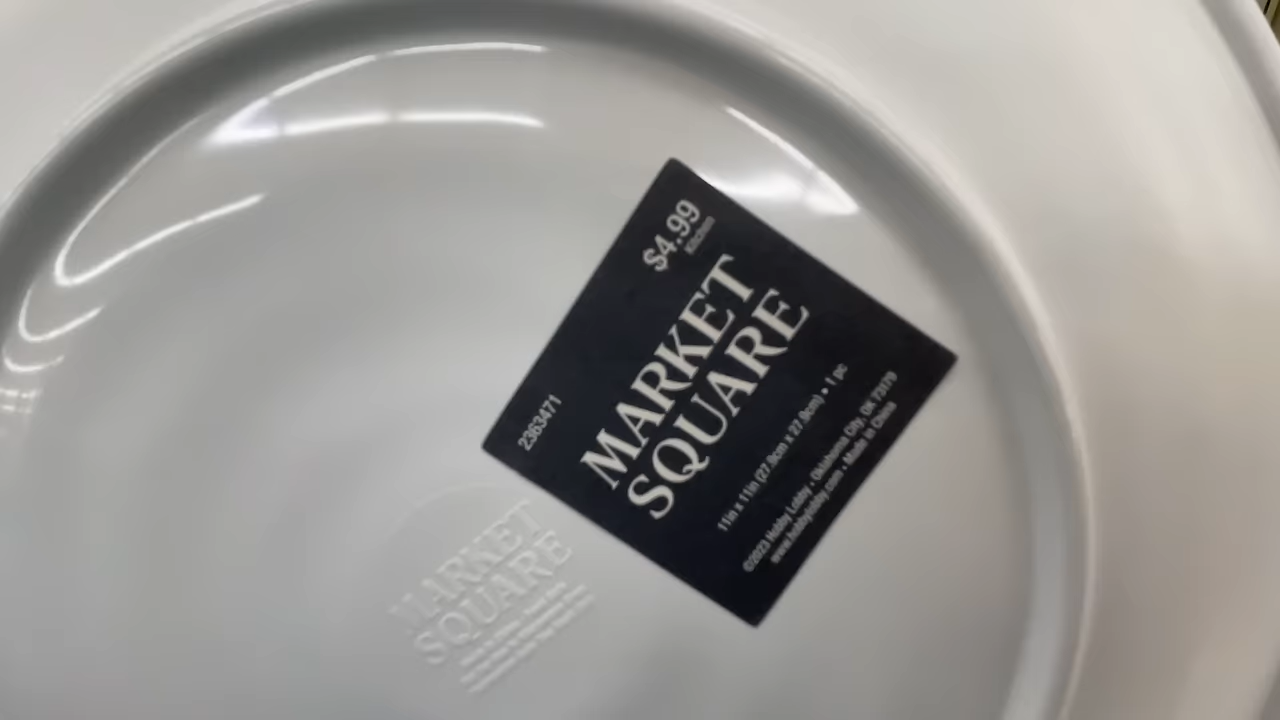 $4.99
Kitchen
2363471
MARKET
SQUARE
11in x 11in (27.9cm x 27.9cm) • 1 pc
©2023 Hobby Lobby • Oklahoma City, OK 73179
www.hobbylobby.com • Made in China
MARKET
SQUARE